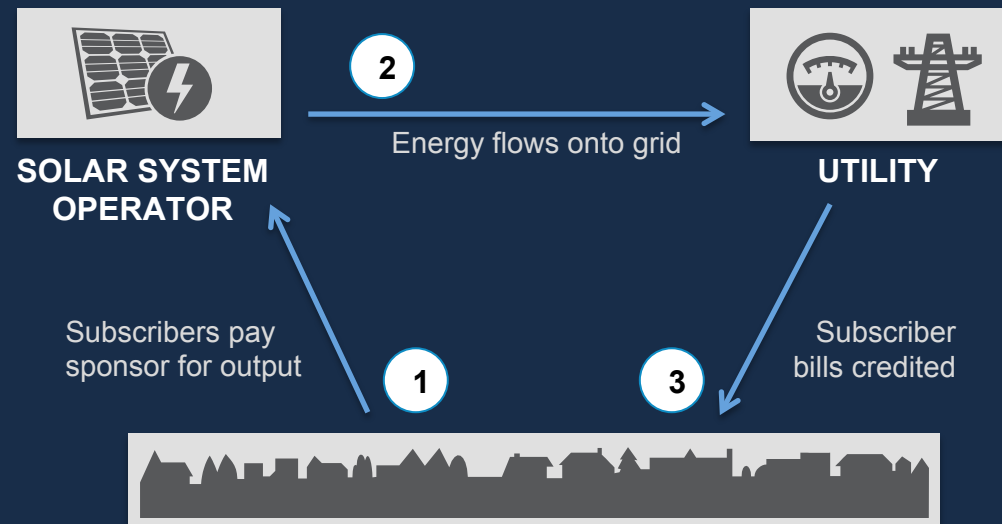 2
Energy flows onto grid
SOLAR SYSTEM
OPERATOR
UTILITY
Subscribers pay
sponsor for output
1
3
Subscriber
bills credited